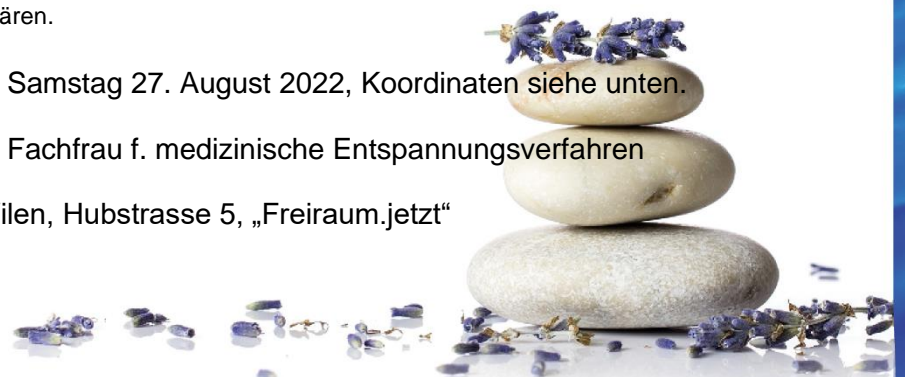 ären.
Samstag 27. August 2022, Koordinaten siehe unten.
Fachfrau f. medizinische Entspannungsverfahren
ilen, Hubstrasse 5, „Freiraum.jetzt“